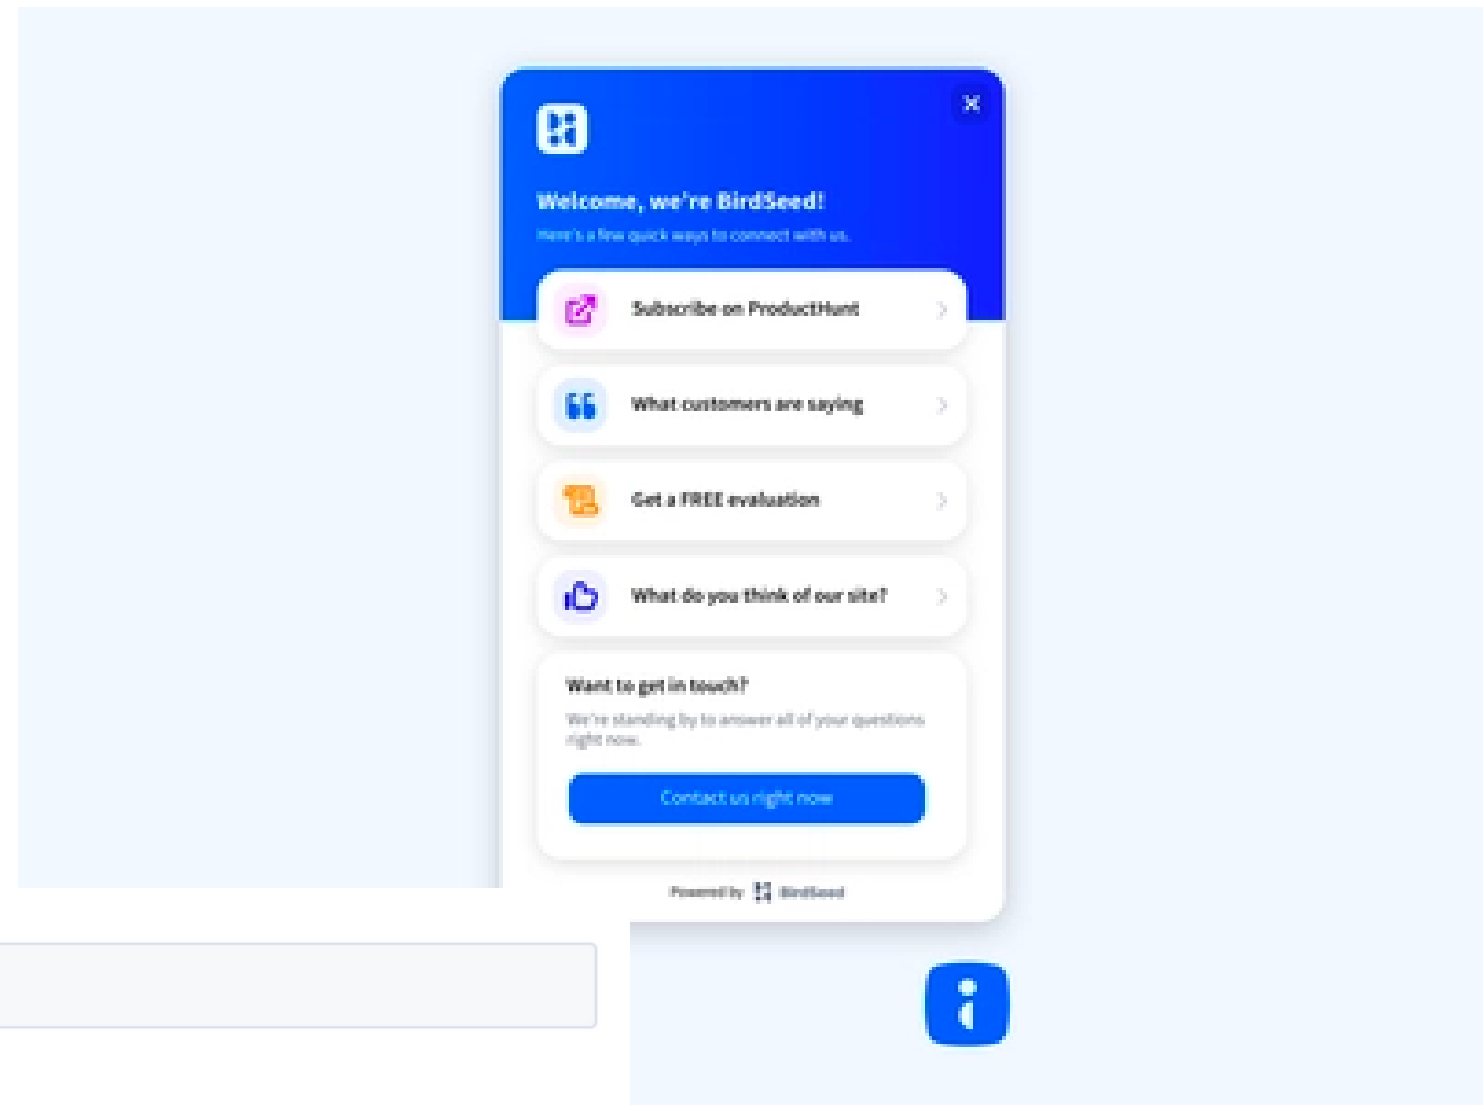 Welcome, we're BirdSeed!
Here's a few quick ways to connect with us.
Subscribe on ProductHunt
What customers are saying
Get a FREE evaluation
What do you think of our site?
Want to get in touch?
We're standing by to answer all of your questions
right now.
Contact us right now
Powered by BirdSeed